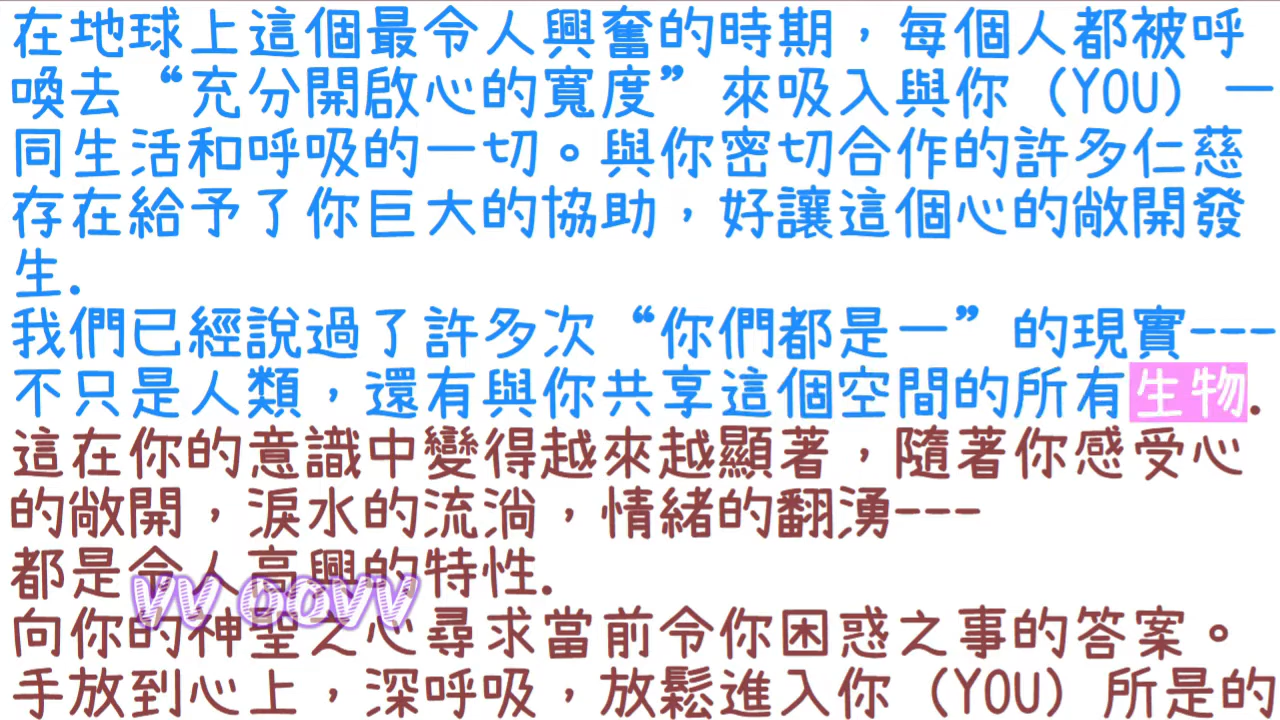 在地球上這個最令人興奮的時期，每個人都被呼
喚去“充分開啟心的寬度”來吸入與你（YOU）一
同生活和呼吸的一切。與你密切合作的許多仁慈
存在給予了你巨大的協助，好讓這個心的敞開發
生.
我們已經說過了許多次“你們都是一”的現實---
不只是人類，還有與你共享這個空間的所有生物.
這在你的意識中變得越來越顯著，隨著你感受心
的敞開，淚水的流淌，情緒的翻湧---
都是令人高興的特性.
vv oovv
向你的神聖之心尋求當前令你困惑之事的答案。
手放到心上，深呼吸，放鬆進入你（YOU）所是的